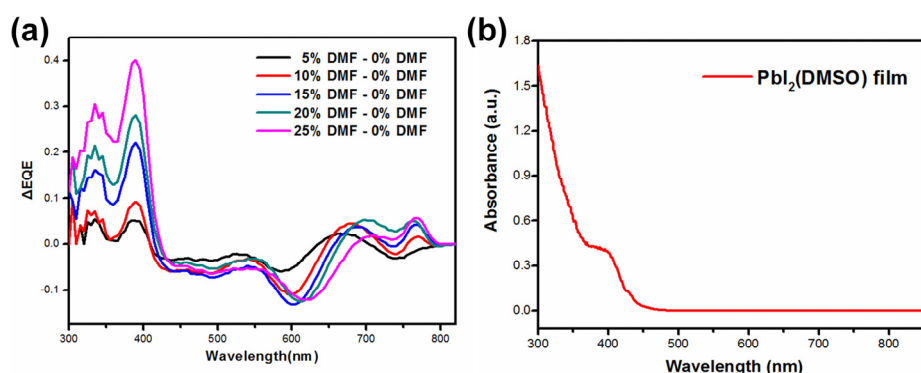 (a)
5% DMF - 0% DMF
10% DMF - 0% DMF
15% DMF - 0% DMF
20% DMF - 0% DMF
25% DMF - 0% DMF
0.4
0.3
0.2
0.1
0.0
-0.1
ΔEQE
300 400 500 600 700 800
Wavelength(nm)
(b)
PbI₂(DMSO) film
1.8
1.5
1.2
0.9
0.6
0.3
0.0
Absorbance (a.u.)
300 400 500 600 700 800
Wavelength (nm)